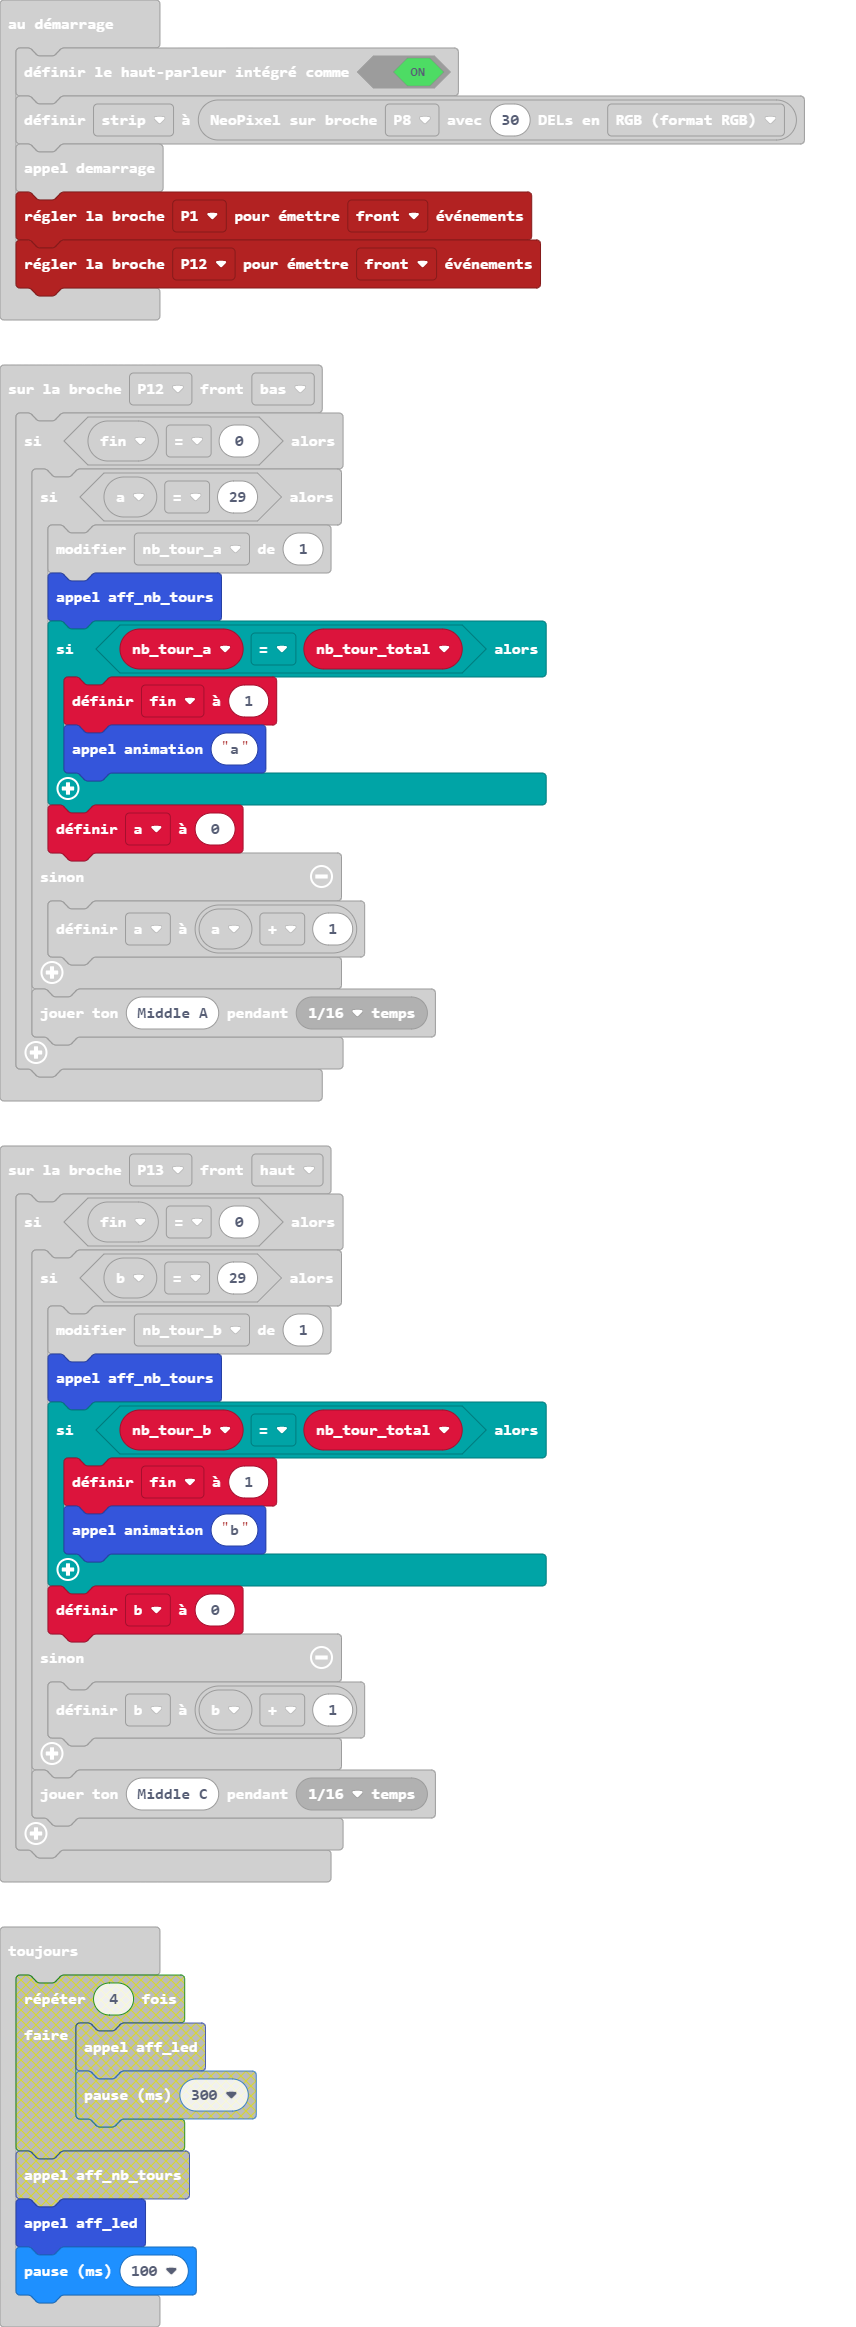 au démarrage
définir le haut-parleur intégré comme ON
définir strip à NeoPixel sur broche P8 avec 30 DELs en RGB (format RGB)
appel demarrage
régler la broche P1 pour émettre front événements
régler la broche P12 pour émettre front événements
sur la broche P12 front bas
si fin = 0 alors
si a = 29 alors
modifier nb_tour_a de 1
appel aff_nb_tours
si nb_tour_a = nb_tour_total alors
définir fin à 1
appel animation "a"
définir a à 0
sinon
définir a à a + 1
jouer ton Middle A pendant 1/16 temps
sur la broche P13 front haut
si fin = 0 alors
si b = 29 alors
modifier nb_tour_b de 1
appel aff_nb_tours
si nb_tour_b = nb_tour_total alors
définir fin à 1
appel animation "b"
définir b à 0
sinon
définir b à b + 1
jouer ton Middle C pendant 1/16 temps
toujours
répéter 4 fois
faire
appel aff_led
pause (ms) 300
appel aff_nb_tours
appel aff_led
pause (ms) 100